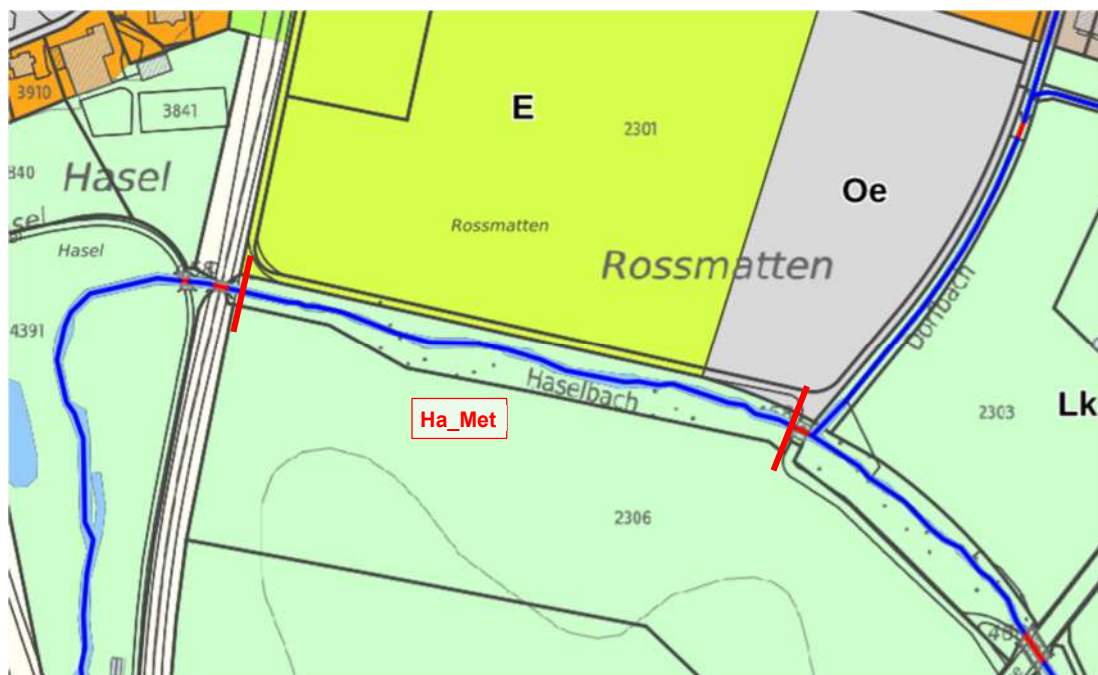 3910
3841
E
2301
Oe
840
Hasel
sel
Hasel
Rossmatten
Rossmatten
4391
Dorfbach
Haselbach
Ha_Met
2303
Lk
2306